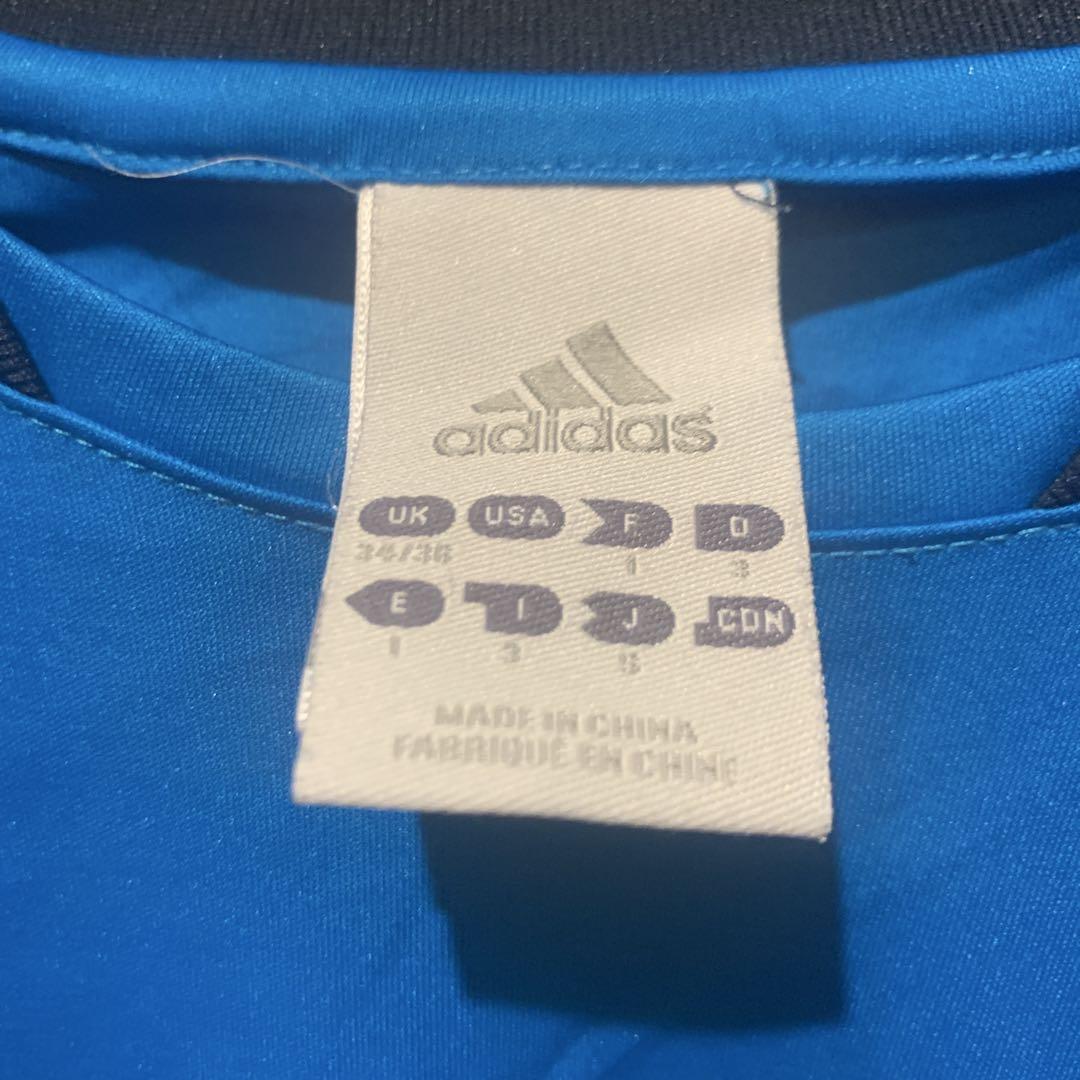 adidas
UK USA F D
34/36 1 3
E I J CDN
1 3 S
MADE IN CHINA
FABRIQUÉ EN CHINE